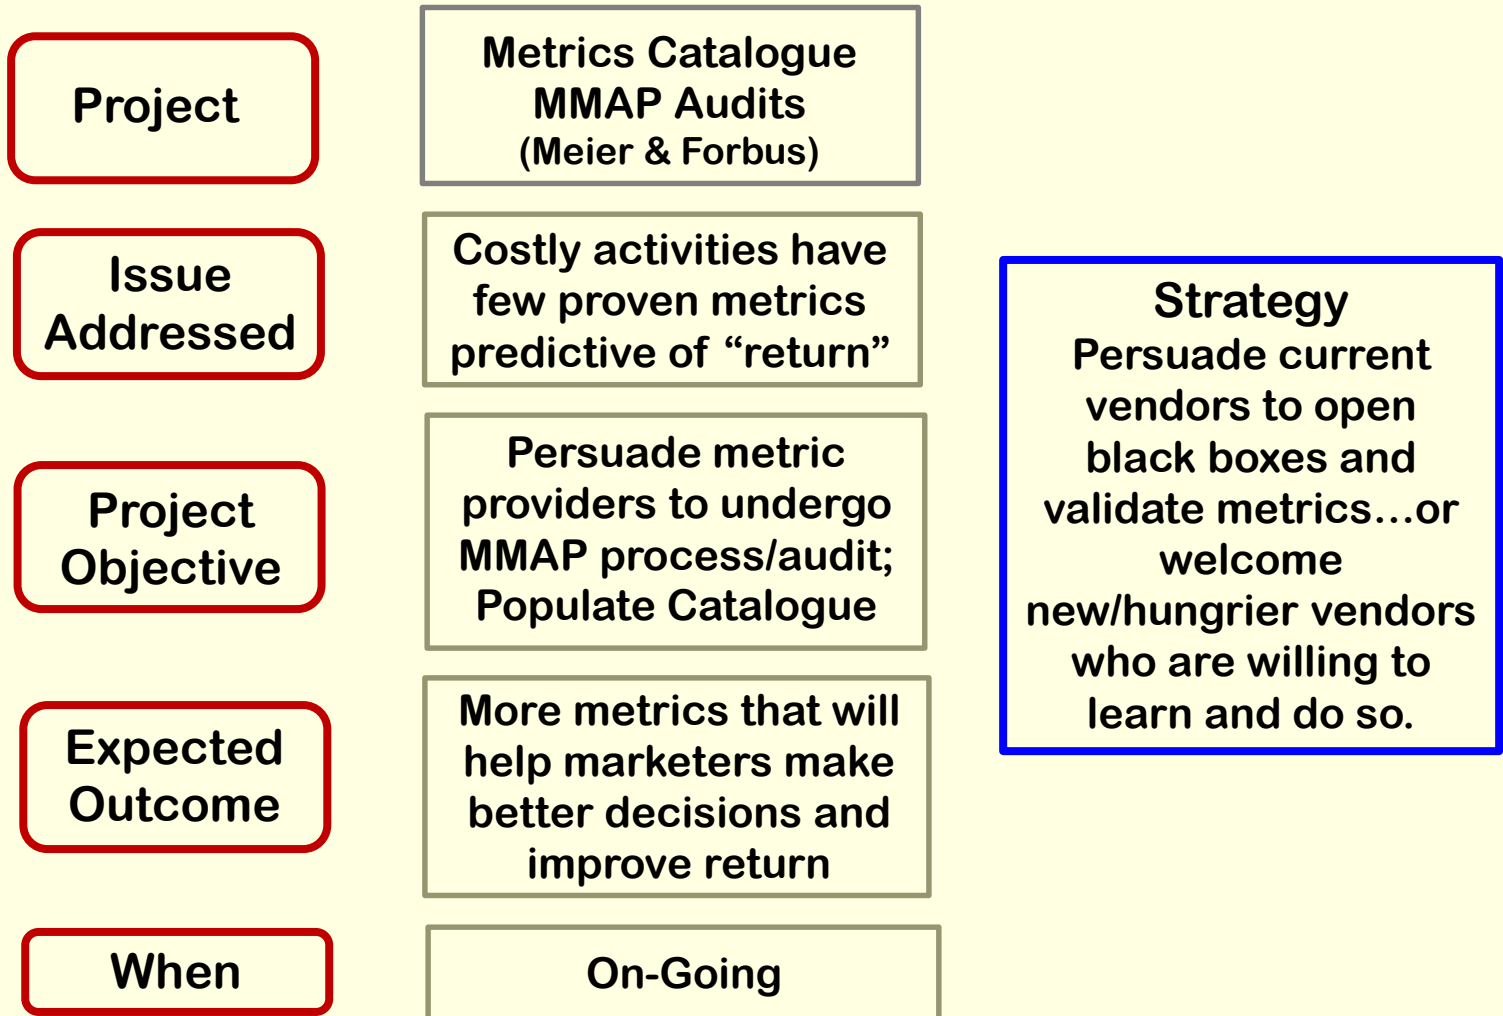 Project
Metrics Catalogue
MMAP Audits
(Meier & Forbus)
Issue
Addressed
Costly activities have
few proven metrics
predictive of “return”
Project
Objective
Persuade metric
providers to undergo
MMAP process/audit;
Populate Catalogue
Expected
Outcome
More metrics that will
help marketers make
better decisions and
improve return
When
On-Going
Strategy
Persuade current
vendors to open
black boxes and
validate metrics…or
welcome
new/hungrier vendors
who are willing to
learn and do so.